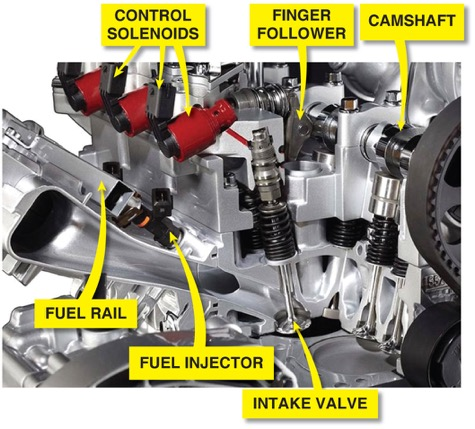 CONTROL
SOLENOIDS
FINGER
FOLLOWER
CAMSHAFT
FUEL RAIL
FUEL INJECTOR
INTAKE VALVE